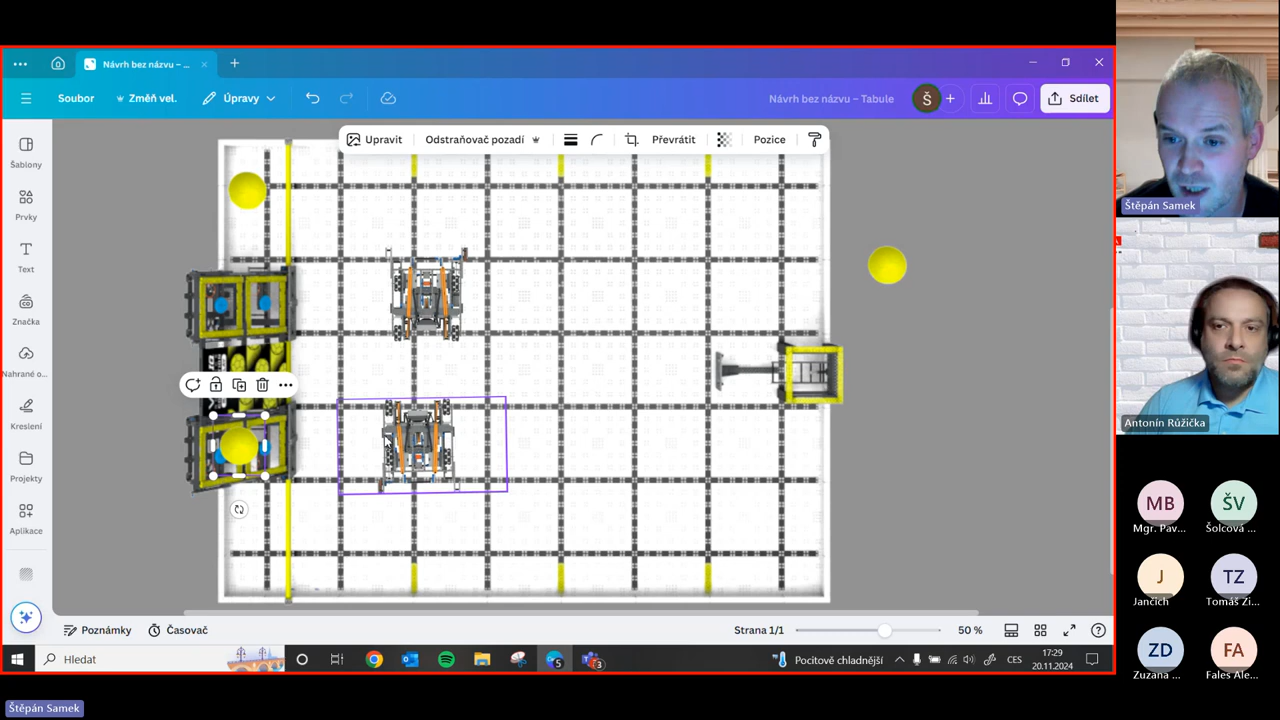 Návrh bez názvu – ...
Soubor
Změň vel.
Úpravy
Návrh bez názvu – Tabule
Š
Sdílet
Upravit
Odstraňovač pozadí
Převrátit
Pozice
Šablony
Prvky
Text
Značka
Nahrané o...
Kreslení
Projekty
Aplikace
Štěpán Samek
Antonín Růžička
MB
Mgr. Pav...
ŠV
Šolcová ...
J
Jančich
TZ
Tomáš Ži...
ZD
Zuzana ...
FA
Fales Ale...
Poznámky
Časovač
Strana 1/1
50 %
Hledat
5
3
Pocitově chladnější
CES
17:29
20.11.2024
Štěpán Samek